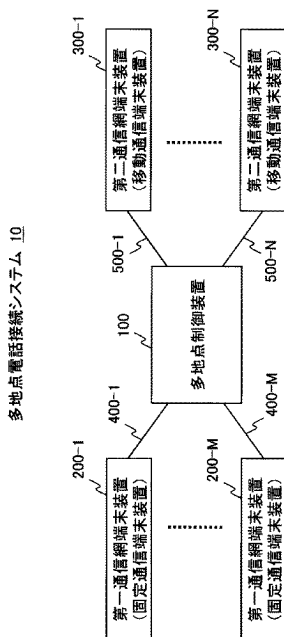 多地点電話接続システム 10
200-1
第一通信網端末装置
(固定通信端末装置)
200-M
第一通信網端末装置
(固定通信端末装置)
400-1
400-M
100
多地点制御装置
500-1
500-N
300-1
第二通信網端末装置
(移動通信端末装置)
300-N
第二通信網端末装置
(移動通信端末装置)